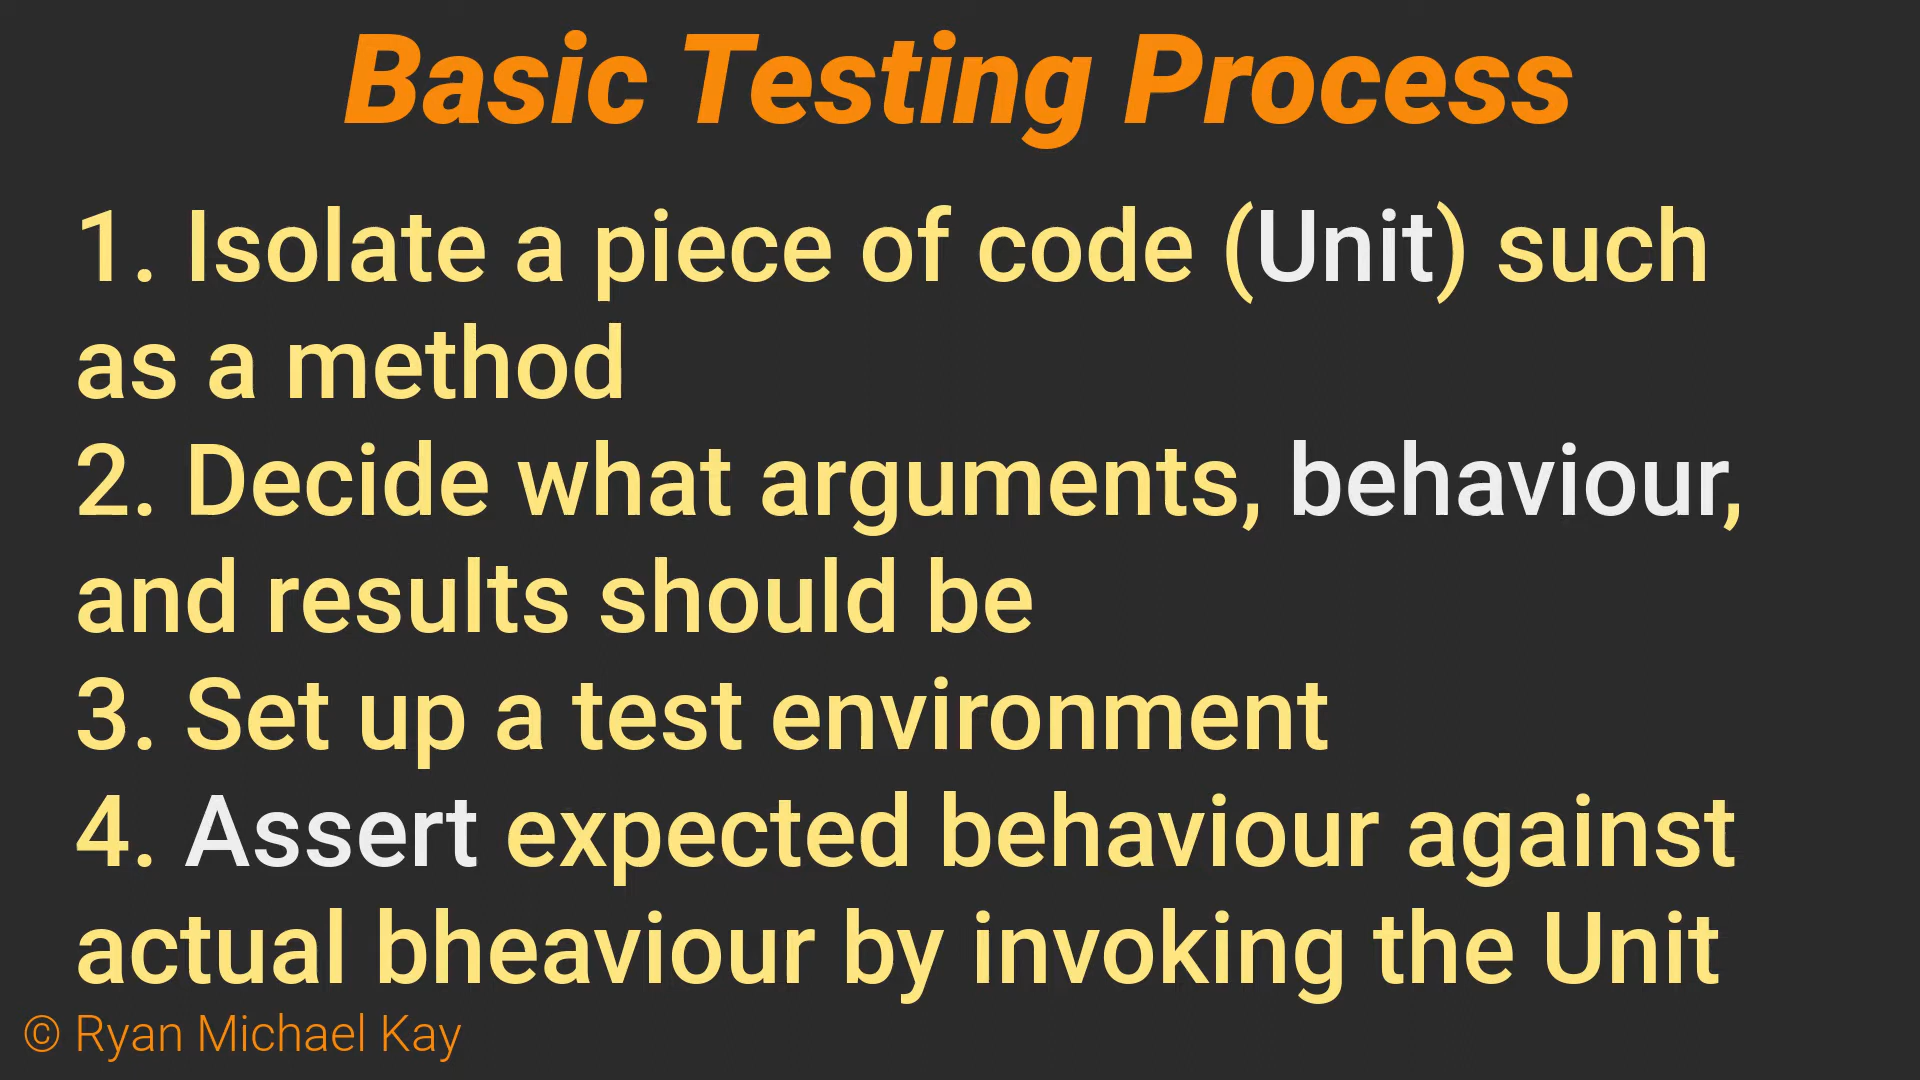 Basic Testing Process
1. Isolate a piece of code (Unit) such
as a method
2. Decide what arguments, behaviour,
and results should be
3. Set up a test environment
4. Assert expected behaviour against
actual bheaviour by invoking the Unit
© Ryan Michael Kay